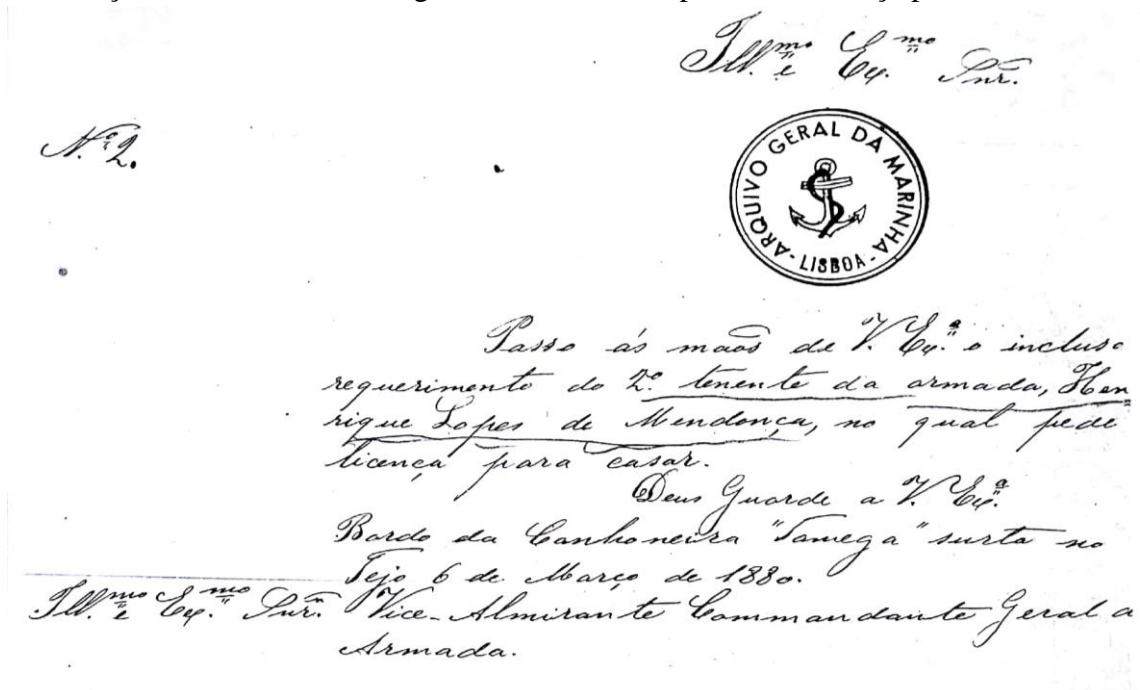 Ill.mo e Ex.mo Snr.
N.º 2.
ARQUIVO GERAL DA MARINHA
- LISBOA -
Passo ás mãos de V. Ex.ª o incluso
requerimento do 2.º tenente da armada, Hen
rique Lopes de Mendonça, no qual pede
licença para casar.
Deus Guarde a V. Ex.ª
Bordo da Canhoneira "Tamega" surta no
Tejo 6 de Março de 1880.
Ill.mo e Ex.mo Snr. Vice-Almirante Commandante Geral a
Armada.